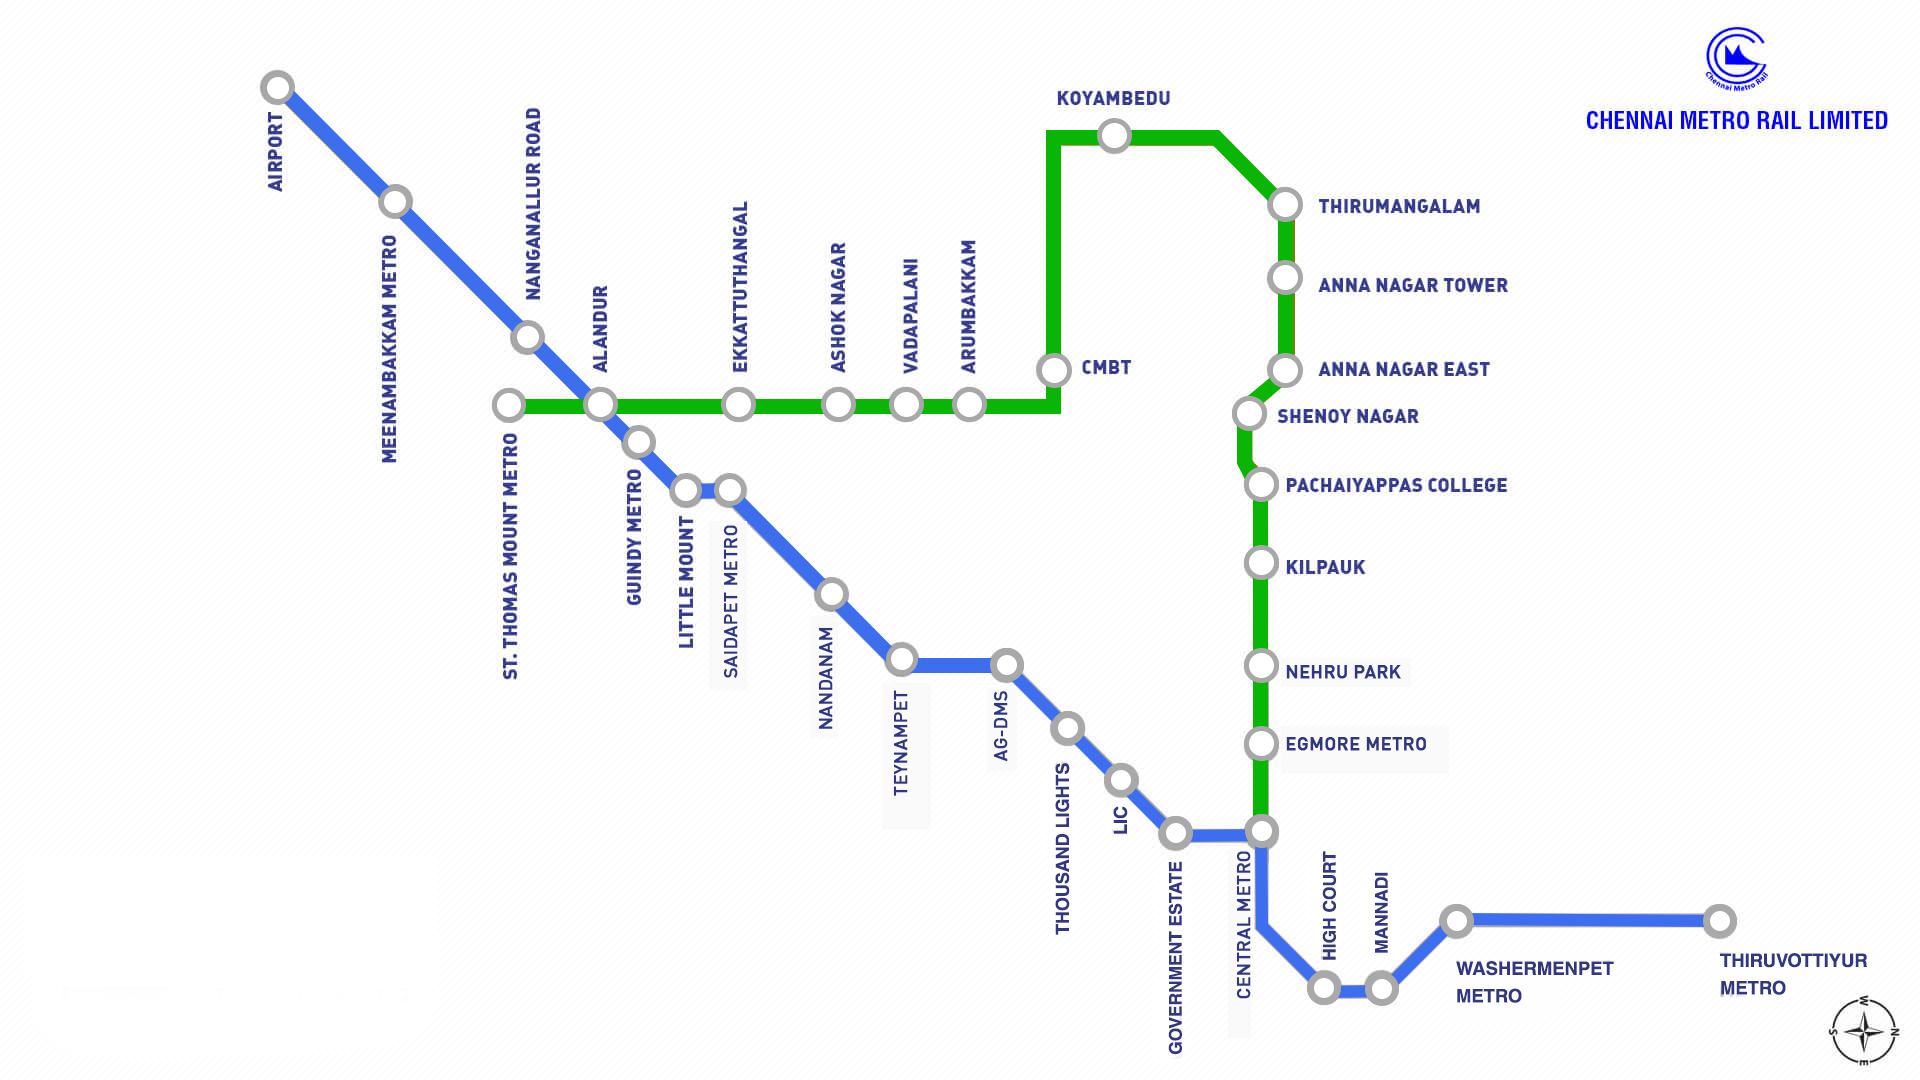 Chennai Metro Rail
CHENNAI METRO RAIL LIMITED
AIRPORT
MEENAMBAKKAM METRO
NANGANALLUR ROAD
ALANDUR
ST. THOMAS MOUNT METRO
EKKATTUTHANGAL
ASHOK NAGAR
VADAPALANI
ARUMBAKKAM
CMBT
KOYAMBEDU
THIRUMANGALAM
ANNA NAGAR TOWER
ANNA NAGAR EAST
SHENOY NAGAR
PACHAIYAPPAS COLLEGE
KILPAUK
NEHRU PARK
EGMORE METRO
GUINDY METRO
LITTLE MOUNT
SAIDAPET METRO
NANDANAM
TEYNAMPET
AG-DMS
THOUSAND LIGHTS
LIC
GOVERNMENT ESTATE
CENTRAL METRO
HIGH COURT
MANNADI
WASHERMENPET
METRO
THIRUVOTTIYUR
METRO
W
S
N
E